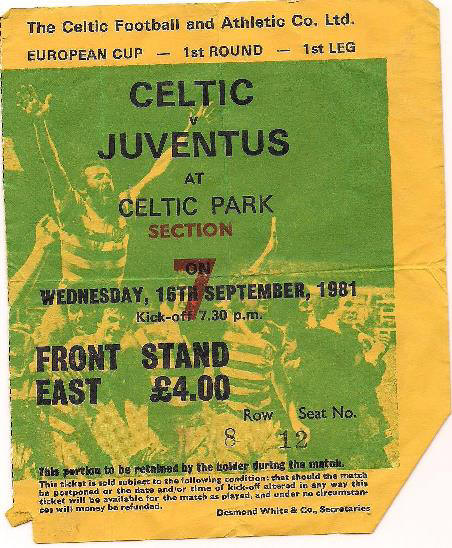 The Celtic Football and Athletic Co. Ltd.
EUROPEAN CUP — 1st ROUND — 1st LEG
CELTIC
v
JUVENTUS
AT
CELTIC PARK
SECTION
7
ON
WEDNESDAY, 16TH SEPTEMBER, 1981
Kick-off 7.30 p.m.
FRONT STAND
EAST £4.00
Row Seat No.
8 12
This portion to be retained by the holder during the match.
This ticket is sold subject to the following condition: that should the match
be postponed or the date and/or time of kick-off altered in any way this
ticket will be available for the match as played, and under no circumstan-
ces will money be refunded.
Desmond White & Co., Secretaries